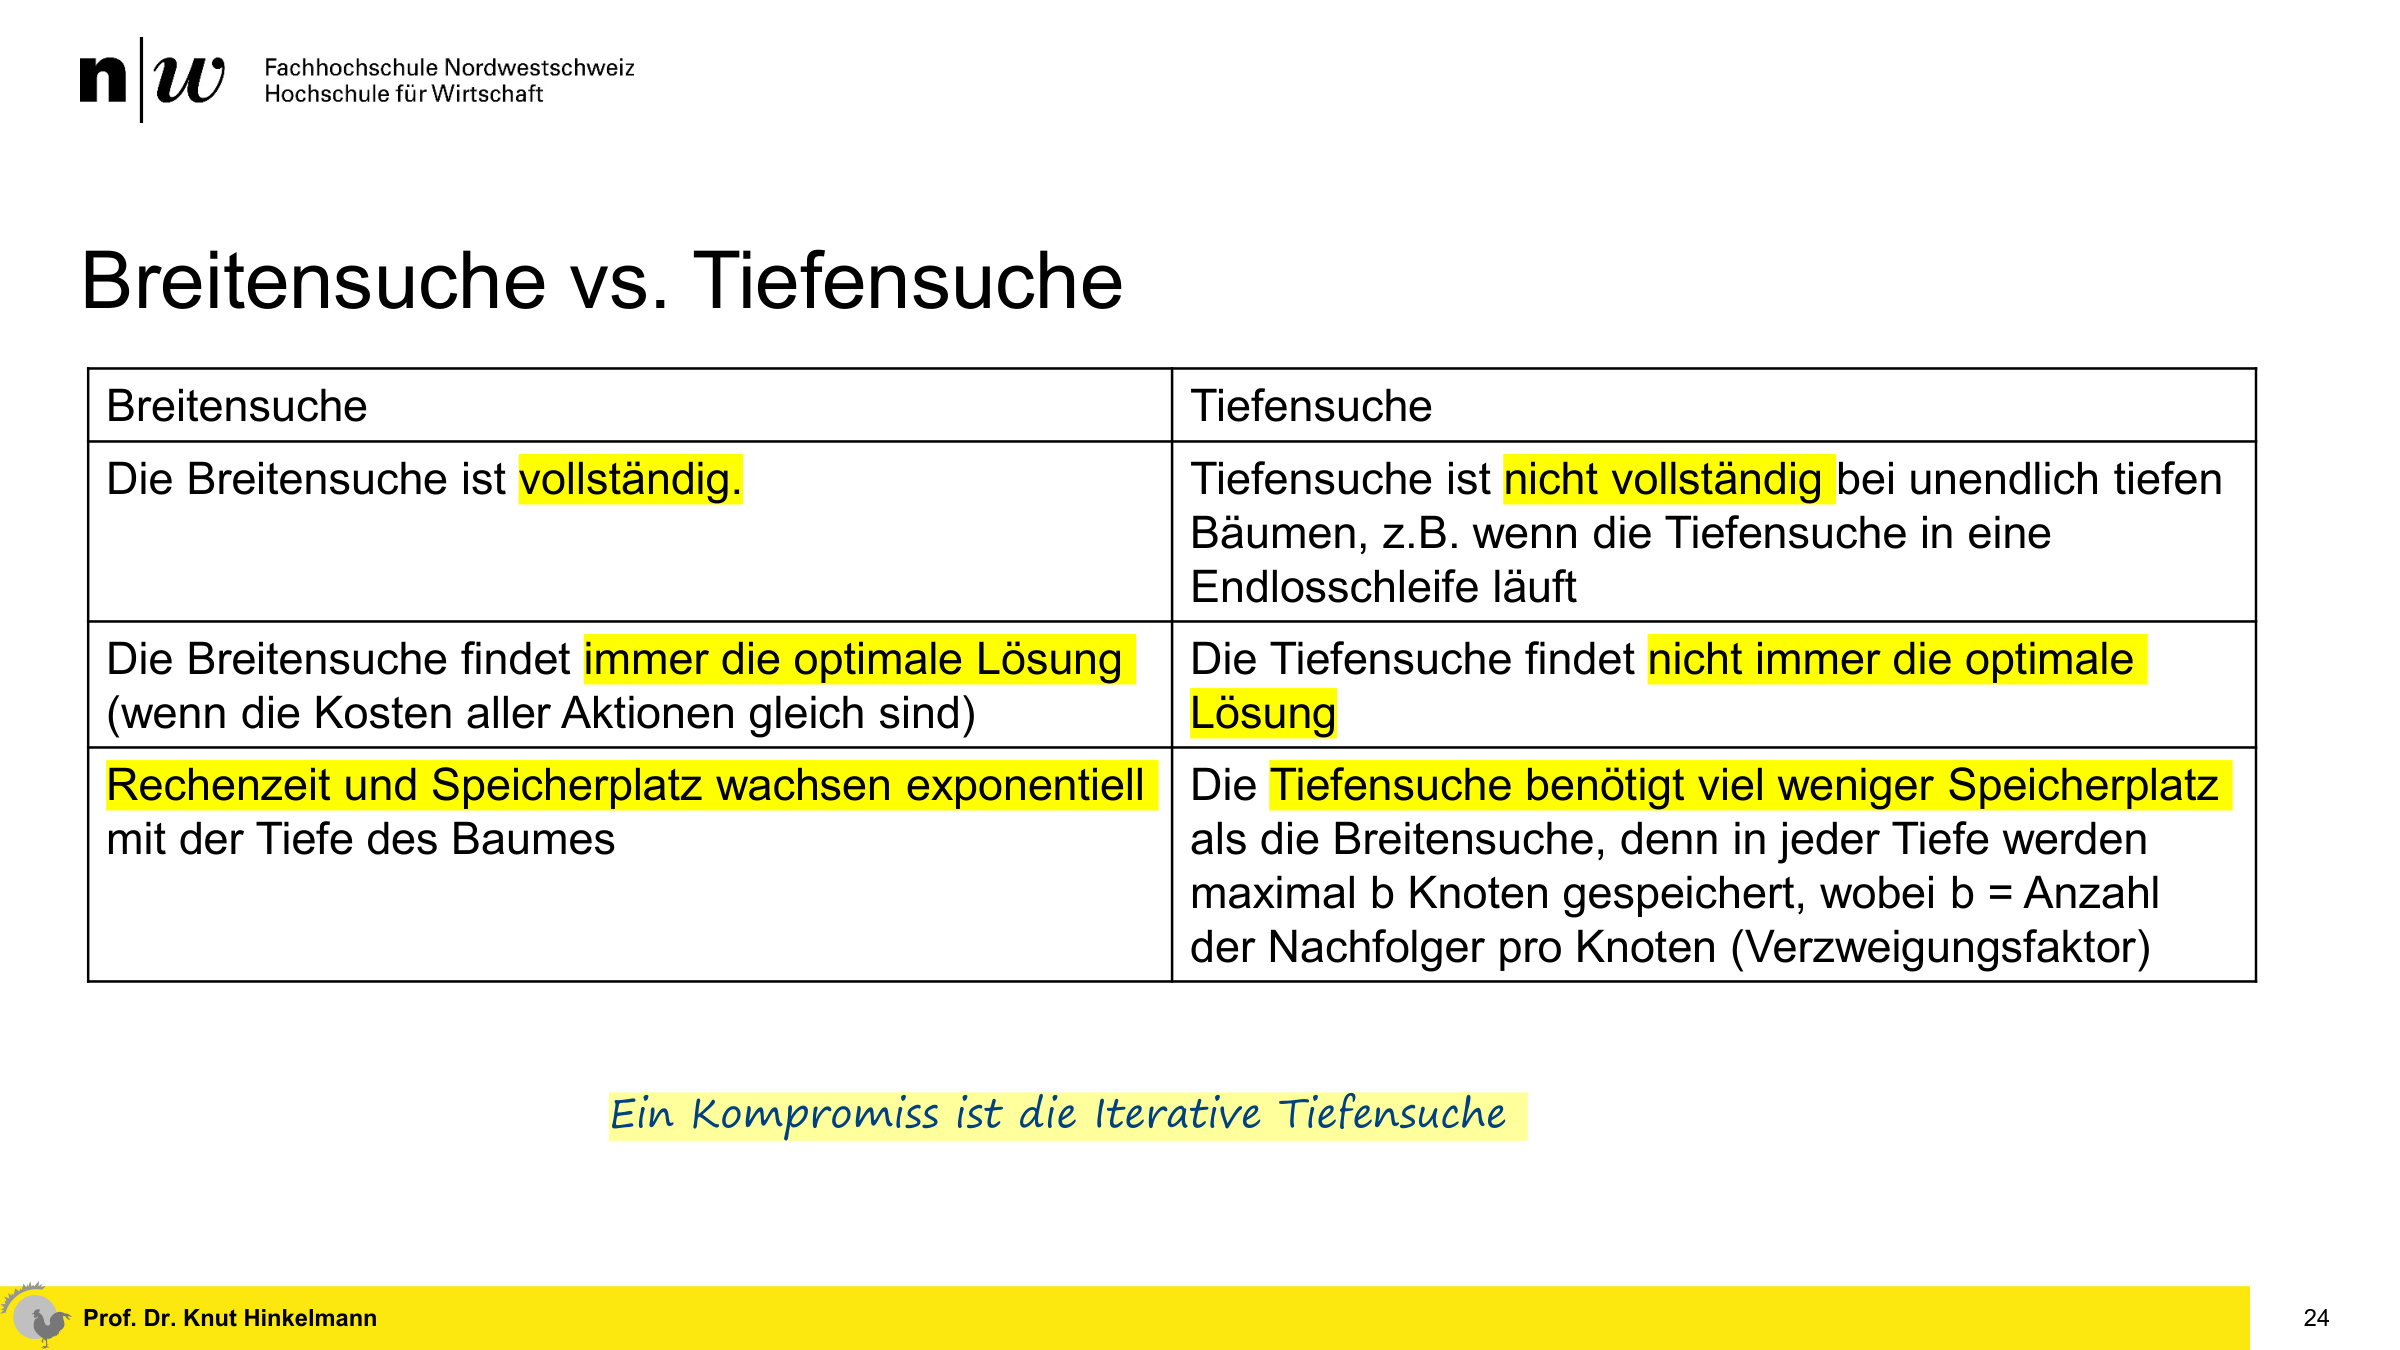 n|w
Fachhochschule Nordwestschweiz
Hochschule für Wirtschaft
Breitensuche vs. Tiefensuche
Breitensuche
Tiefensuche
Die Breitensuche ist vollständig.
Tiefensuche ist nicht vollständig bei unendlich tiefen
Bäumen, z.B. wenn die Tiefensuche in eine
Endlosschleife läuft
Die Breitensuche findet immer die optimale Lösung
(wenn die Kosten aller Aktionen gleich sind)
Die Tiefensuche findet nicht immer die optimale
Lösung
Rechenzeit und Speicherplatz wachsen exponentiell
mit der Tiefe des Baumes
Die Tiefensuche benötigt viel weniger Speicherplatz
als die Breitensuche, denn in jeder Tiefe werden
maximal b Knoten gespeichert, wobei b = Anzahl
der Nachfolger pro Knoten (Verzweigungsfaktor)
Ein Kompromiss ist die Iterative Tiefensuche
Prof. Dr. Knut Hinkelmann
24